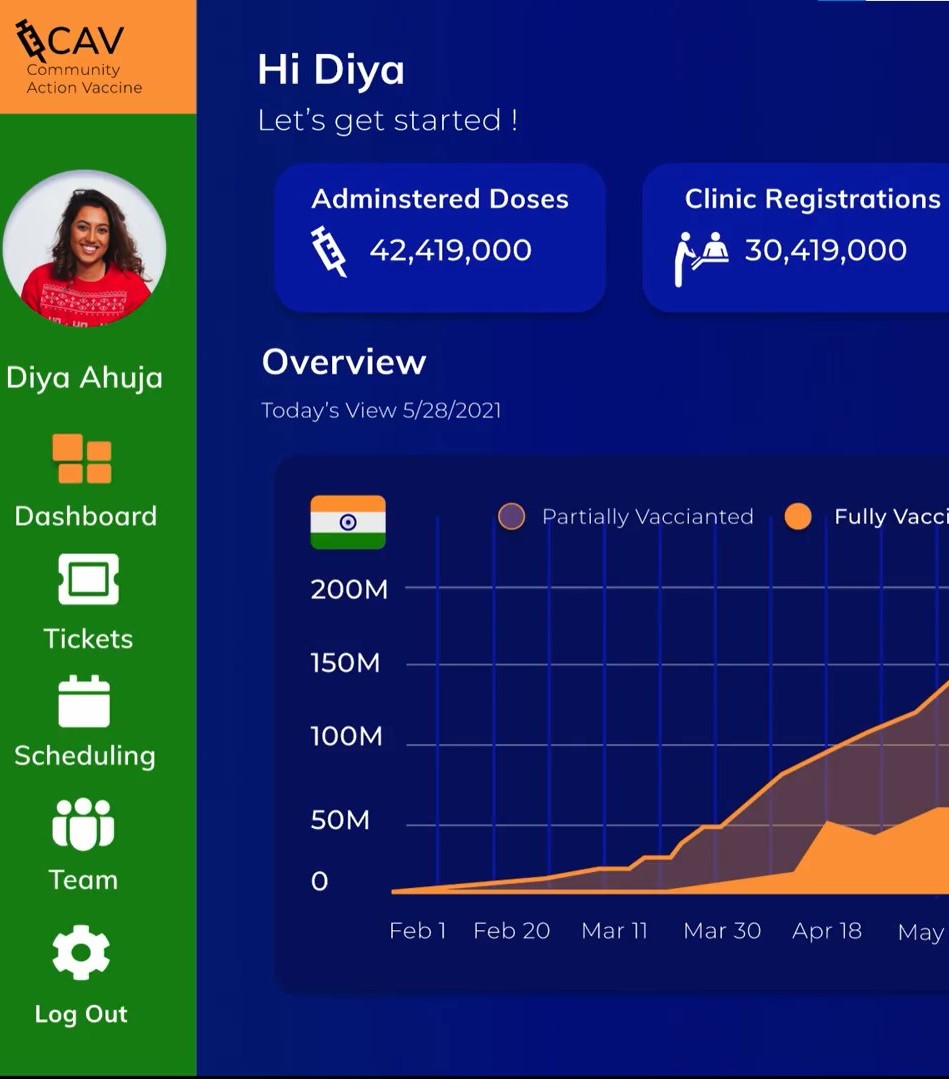 CAV
Community
Action Vaccine
Diya Ahuja
Dashboard
Tickets
Scheduling
Team
Log Out
Hi Diya
Let's get started !
Adminstered Doses
42,419,000
Clinic Registrations
30,419,000
Overview
Today's View 5/28/2021
Partially Vaccianted
Fully Vacci
200M
150M
100M
50M
0
Feb 1 Feb 20 Mar 11 Mar 30 Apr 18 May